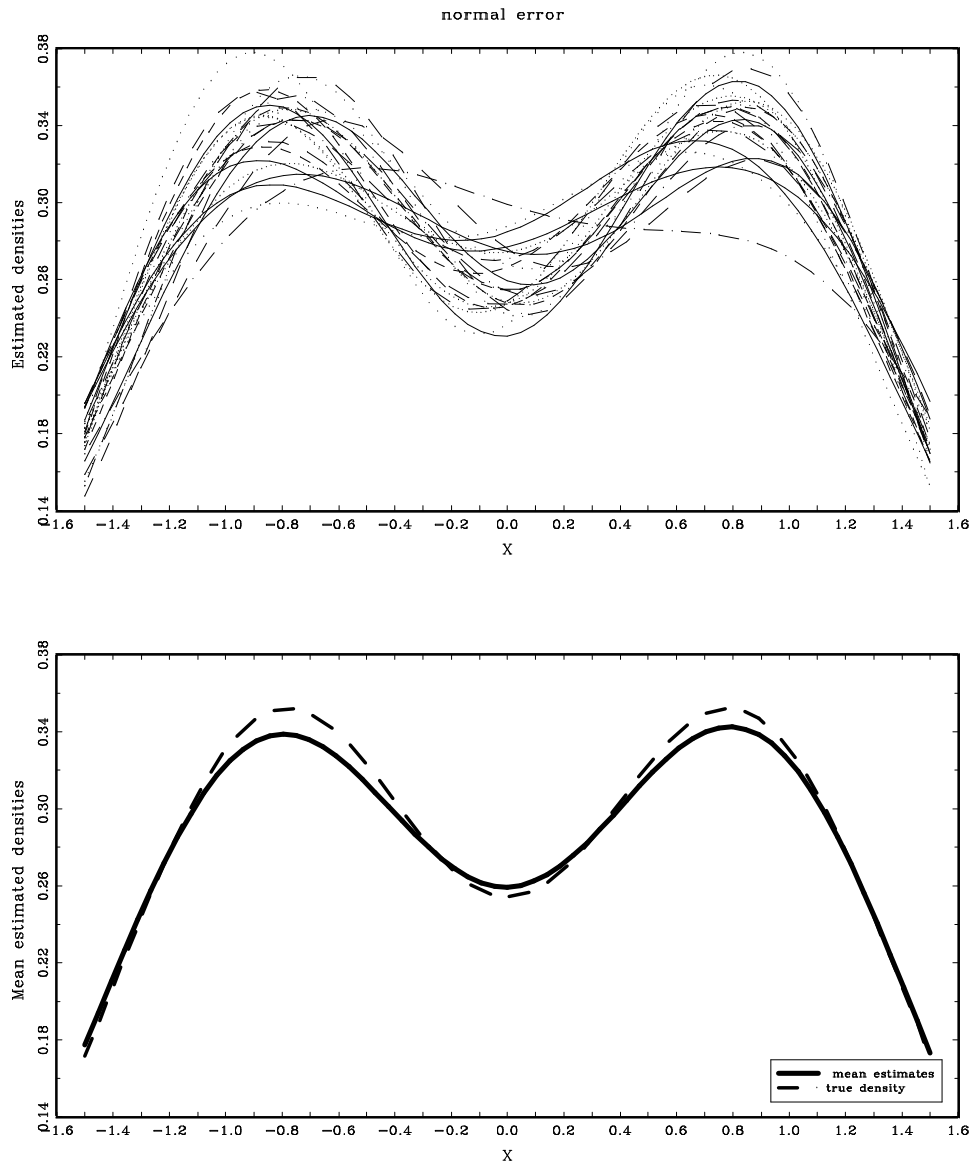 normal error
Estimated densities
0.38
0.34
0.30
0.26
0.22
0.18
0.14
-1.6 -1.4 -1.2 -1.0 -0.8 -0.6 -0.4 -0.2 0.0 0.2 0.4 0.6 0.8 1.0 1.2 1.4 1.6
X
Mean estimated densities
0.38
0.34
0.30
0.26
0.22
0.18
0.14
mean estimates
true density
-1.6 -1.4 -1.2 -1.0 -0.8 -0.6 -0.4 -0.2 0.0 0.2 0.4 0.6 0.8 1.0 1.2 1.4 1.6
X